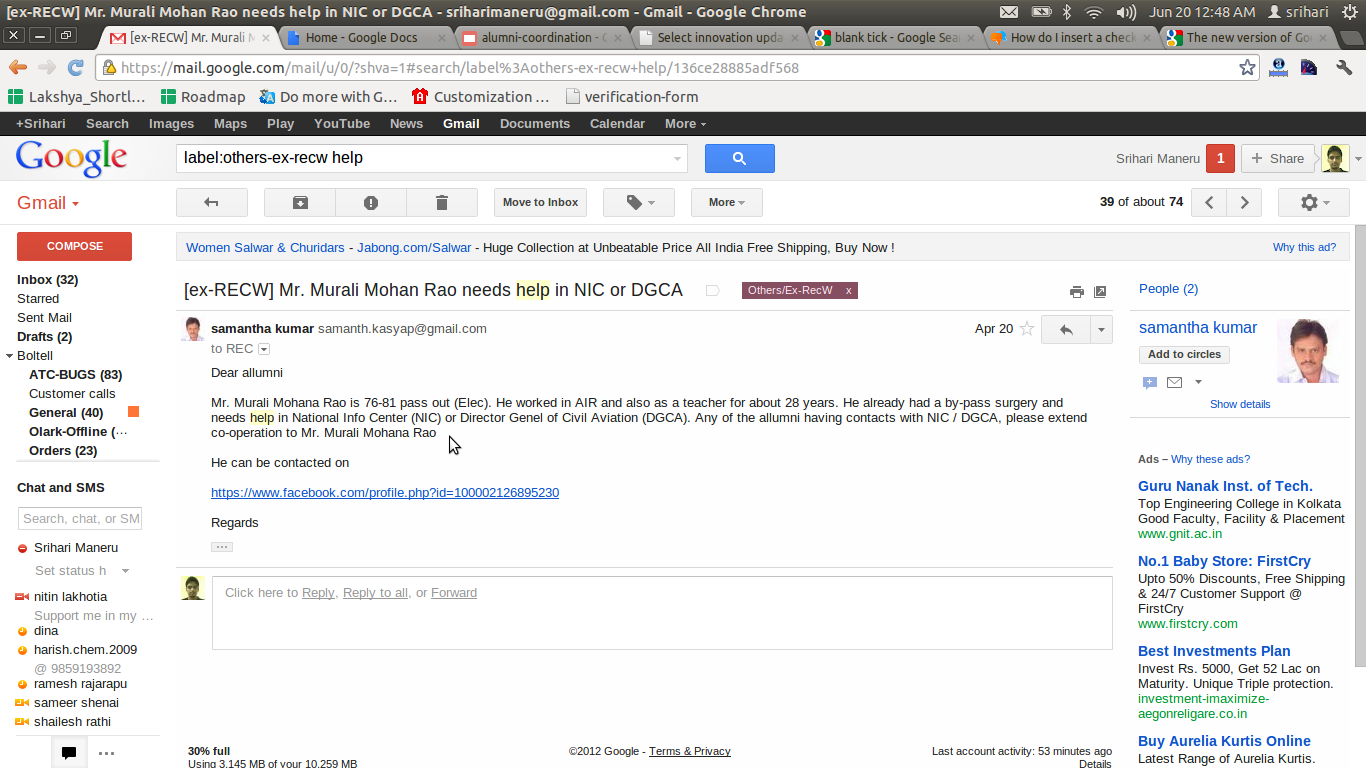 [ex-RECW] Mr. Murali Mohan Rao needs help in NIC or DGCA - sriharimaneru@gmail.com - Gmail - Google Chrome
Jun 20 12:48 AM srihari
[ex-RECW] Mr. Murali M
Home - Google Docs
alumni-coordination - G
Select innovation upda
blank tick - Google Sea
How do I insert a check
The new version of Go
https://mail.google.com/mail/u/0/?shva=1#search/label%3Aothers-ex-recw+help/136ce28885adf568
Lakshya_Shortl... Roadmap Do more with G... Customization ... verification-form
+Srihari Search Images Maps Play YouTube News Gmail Documents Calendar More
Google
label:others-ex-recw help
Srihari Maneru 1 + Share
Gmail
Move to Inbox
More
39 of about 74
COMPOSE
Inbox (32)
Starred
Sent Mail
Drafts (2)
Boltell
ATC-BUGS (83)
Customer calls
General (40)
Olark-Offline (...
Orders (23)
Chat and SMS
Search, chat, or SM
Srihari Maneru
Set status h
nitin lakhotia
Support me in my ...
dina
harish.chem.2009
@ 9859193892
ramesh rajarapu
sameer shenai
shailesh rathi
Women Salwar & Churidars - Jabong.com/Salwar - Huge Collection at Unbeatable Price All India Free Shipping, Buy Now !
Why this ad?
[ex-RECW] Mr. Murali Mohan Rao needs help in NIC or DGCA
Others/Ex-RecW x
samantha kumar samanth.kasyap@gmail.com
Apr 20
to REC
Dear allumni
Mr. Murali Mohana Rao is 76-81 pass out (Elec). He worked in AIR and also as a teacher for about 28 years. He already had a by-pass surgery and
needs help in National Info Center (NIC) or Director Genel of Civil Aviation (DGCA). Any of the allumni having contacts with NIC / DGCA, please extend
co-operation to Mr. Murali Mohana Rao
He can be contacted on
https://www.facebook.com/profile.php?id=100002126895230
Regards
Click here to Reply, Reply to all, or Forward
30% full
Using 3,145 MB of your 10,259 MB
©2012 Google - Terms & Privacy
Last account activity: 53 minutes ago
Details
People (2)
samantha kumar
Add to circles
Show details
Ads – Why these ads?
Guru Nanak Inst. of Tech.
Top Engineering College in Kolkata
Good Faculty, Facility & Placement
www.gnit.ac.in
No.1 Baby Store: FirstCry
Upto 50% Discounts, Free Shipping
& 24/7 Customer Support @
FirstCry
www.firstcry.com
Best Investments Plan
Invest Rs. 5000, Get 52 Lac on
Maturity. Unique Triple protection.
investment-imaximize-
aegonreligare.co.in
Buy Aurelia Kurtis Online
Latest Range of Aurelia Kurtis.